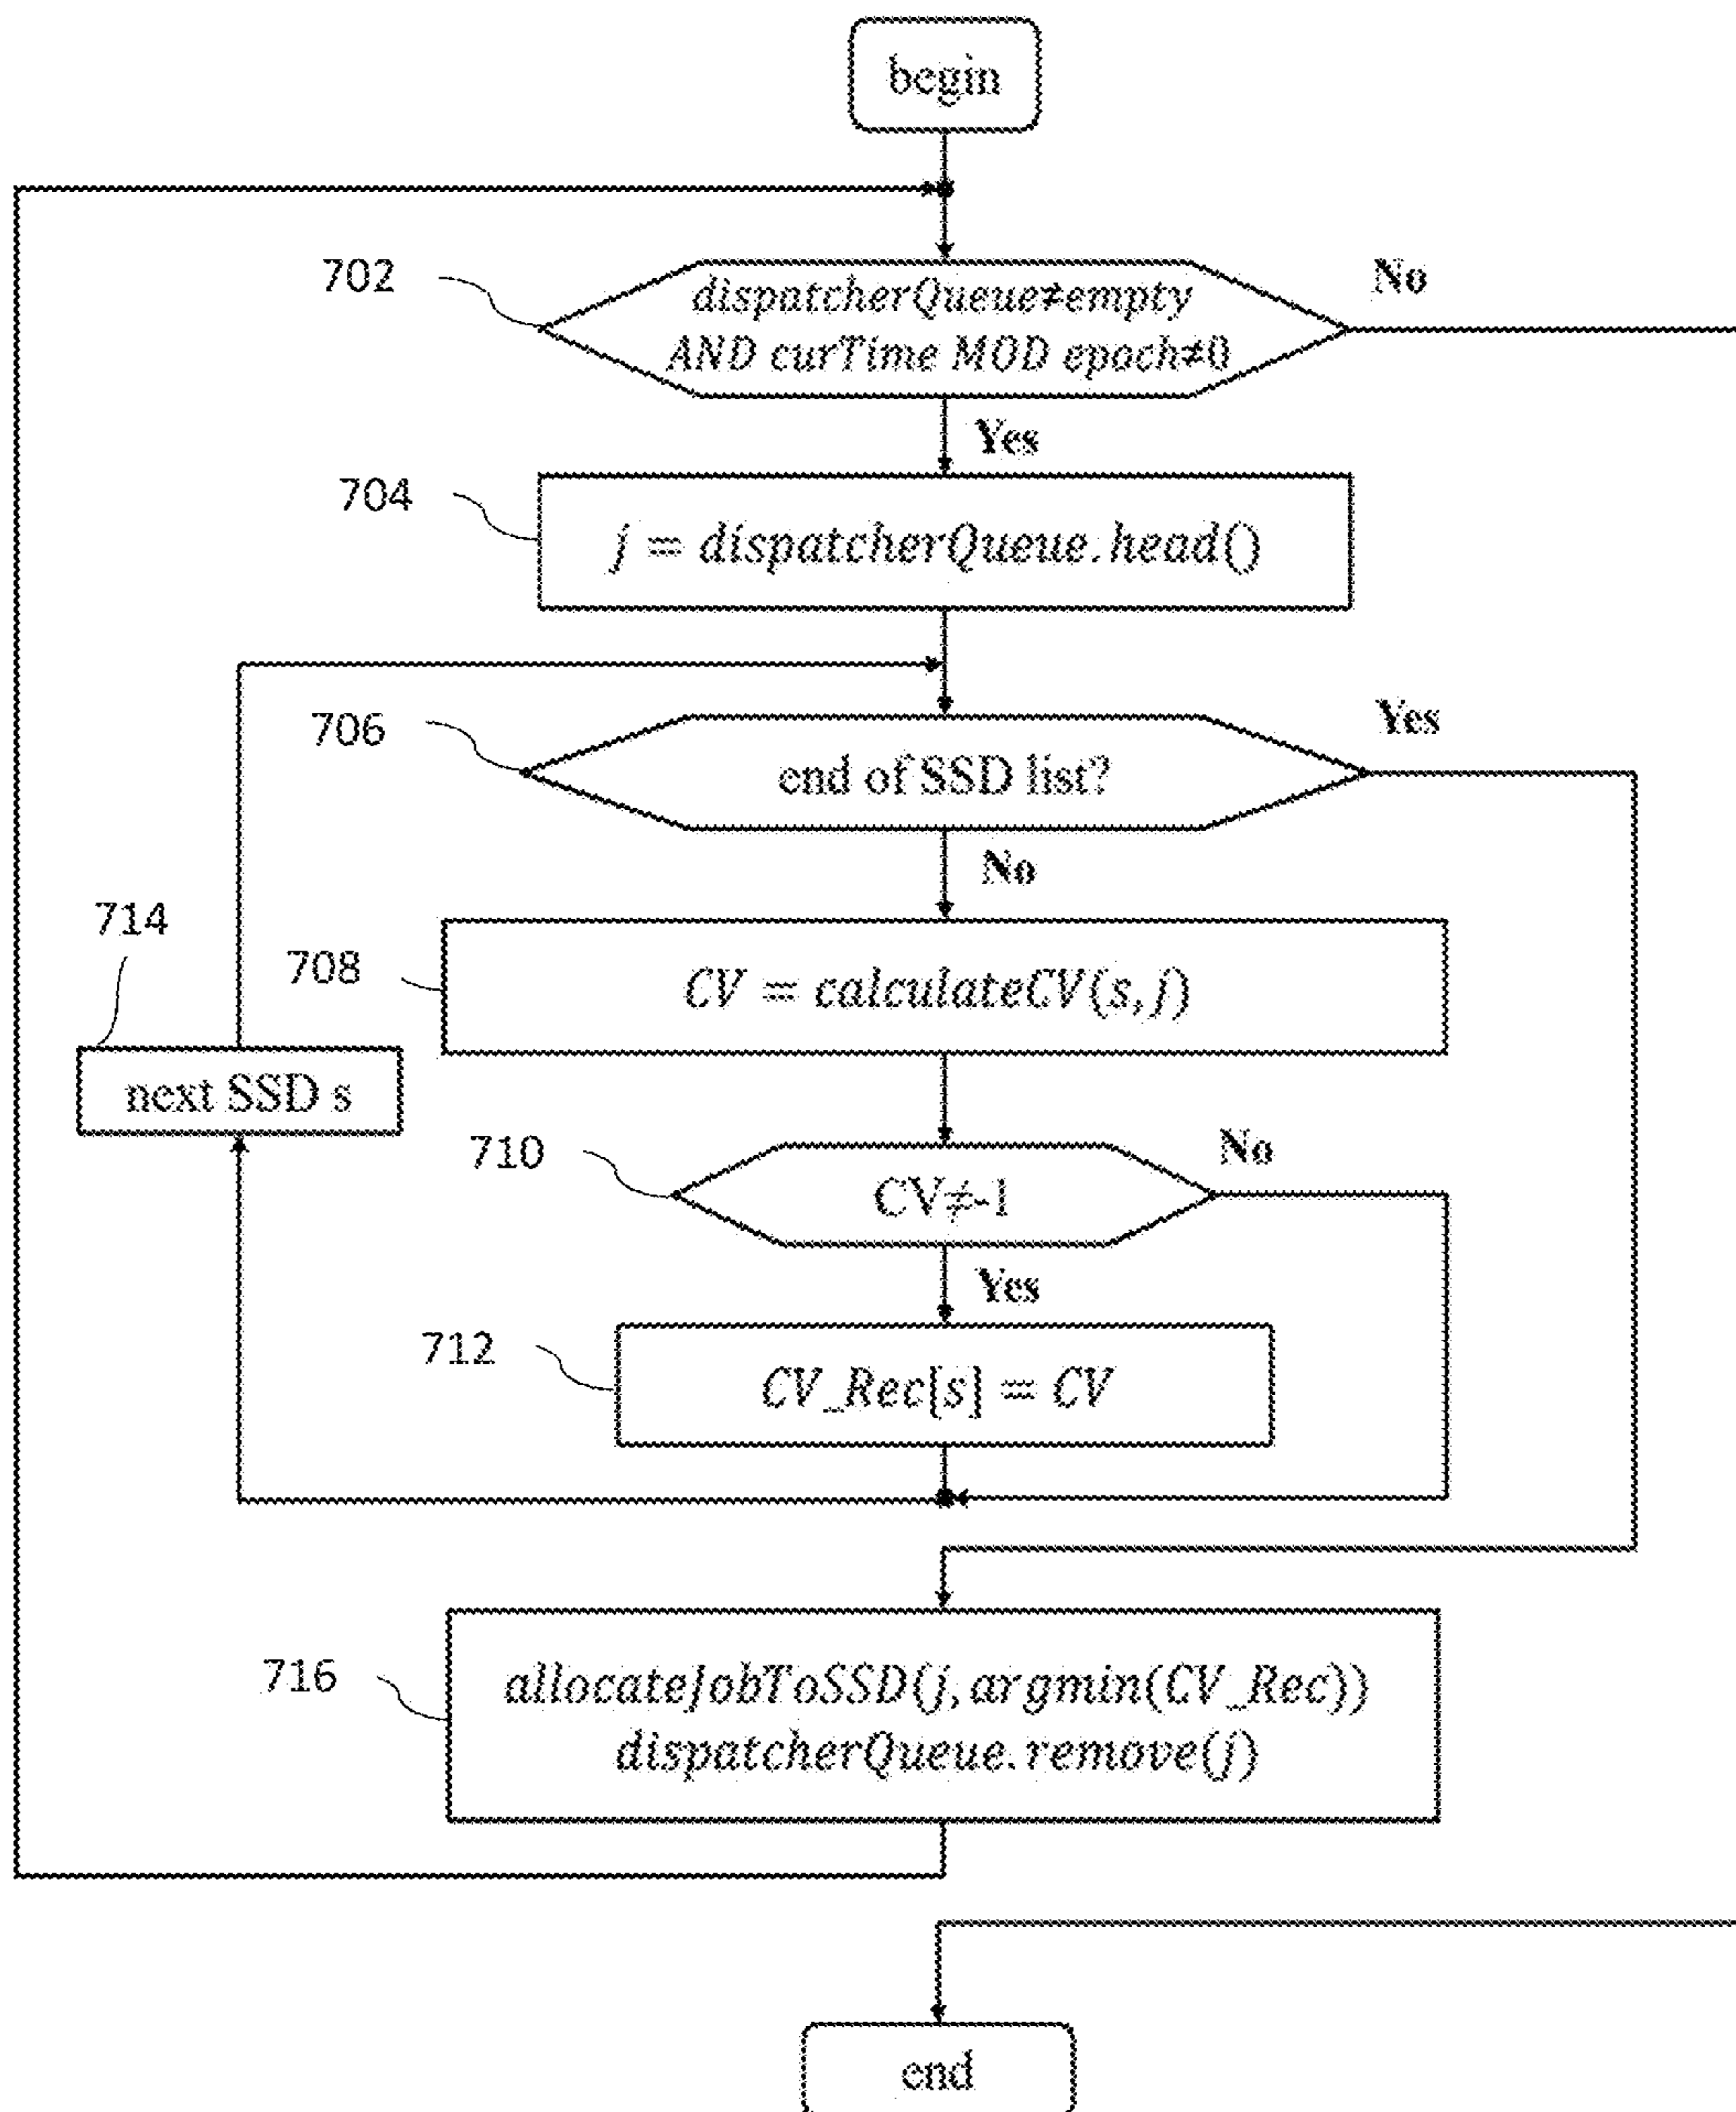 begin
702
dispatcherQueue≠empty
AND curTime MOD epoch≠0
No
Yes
704
j = dispatcherQueue.head()
706
end of SSD list?
Yes
No
714
next SSD s
708
CV = calculateCV(s,j)
710
CV≠-1
No
Yes
712
CV_Rec[s] = CV
716
allocateJobToSSD(j,argmin(CV_Rec))
dispatcherQueue.remove(j)
end